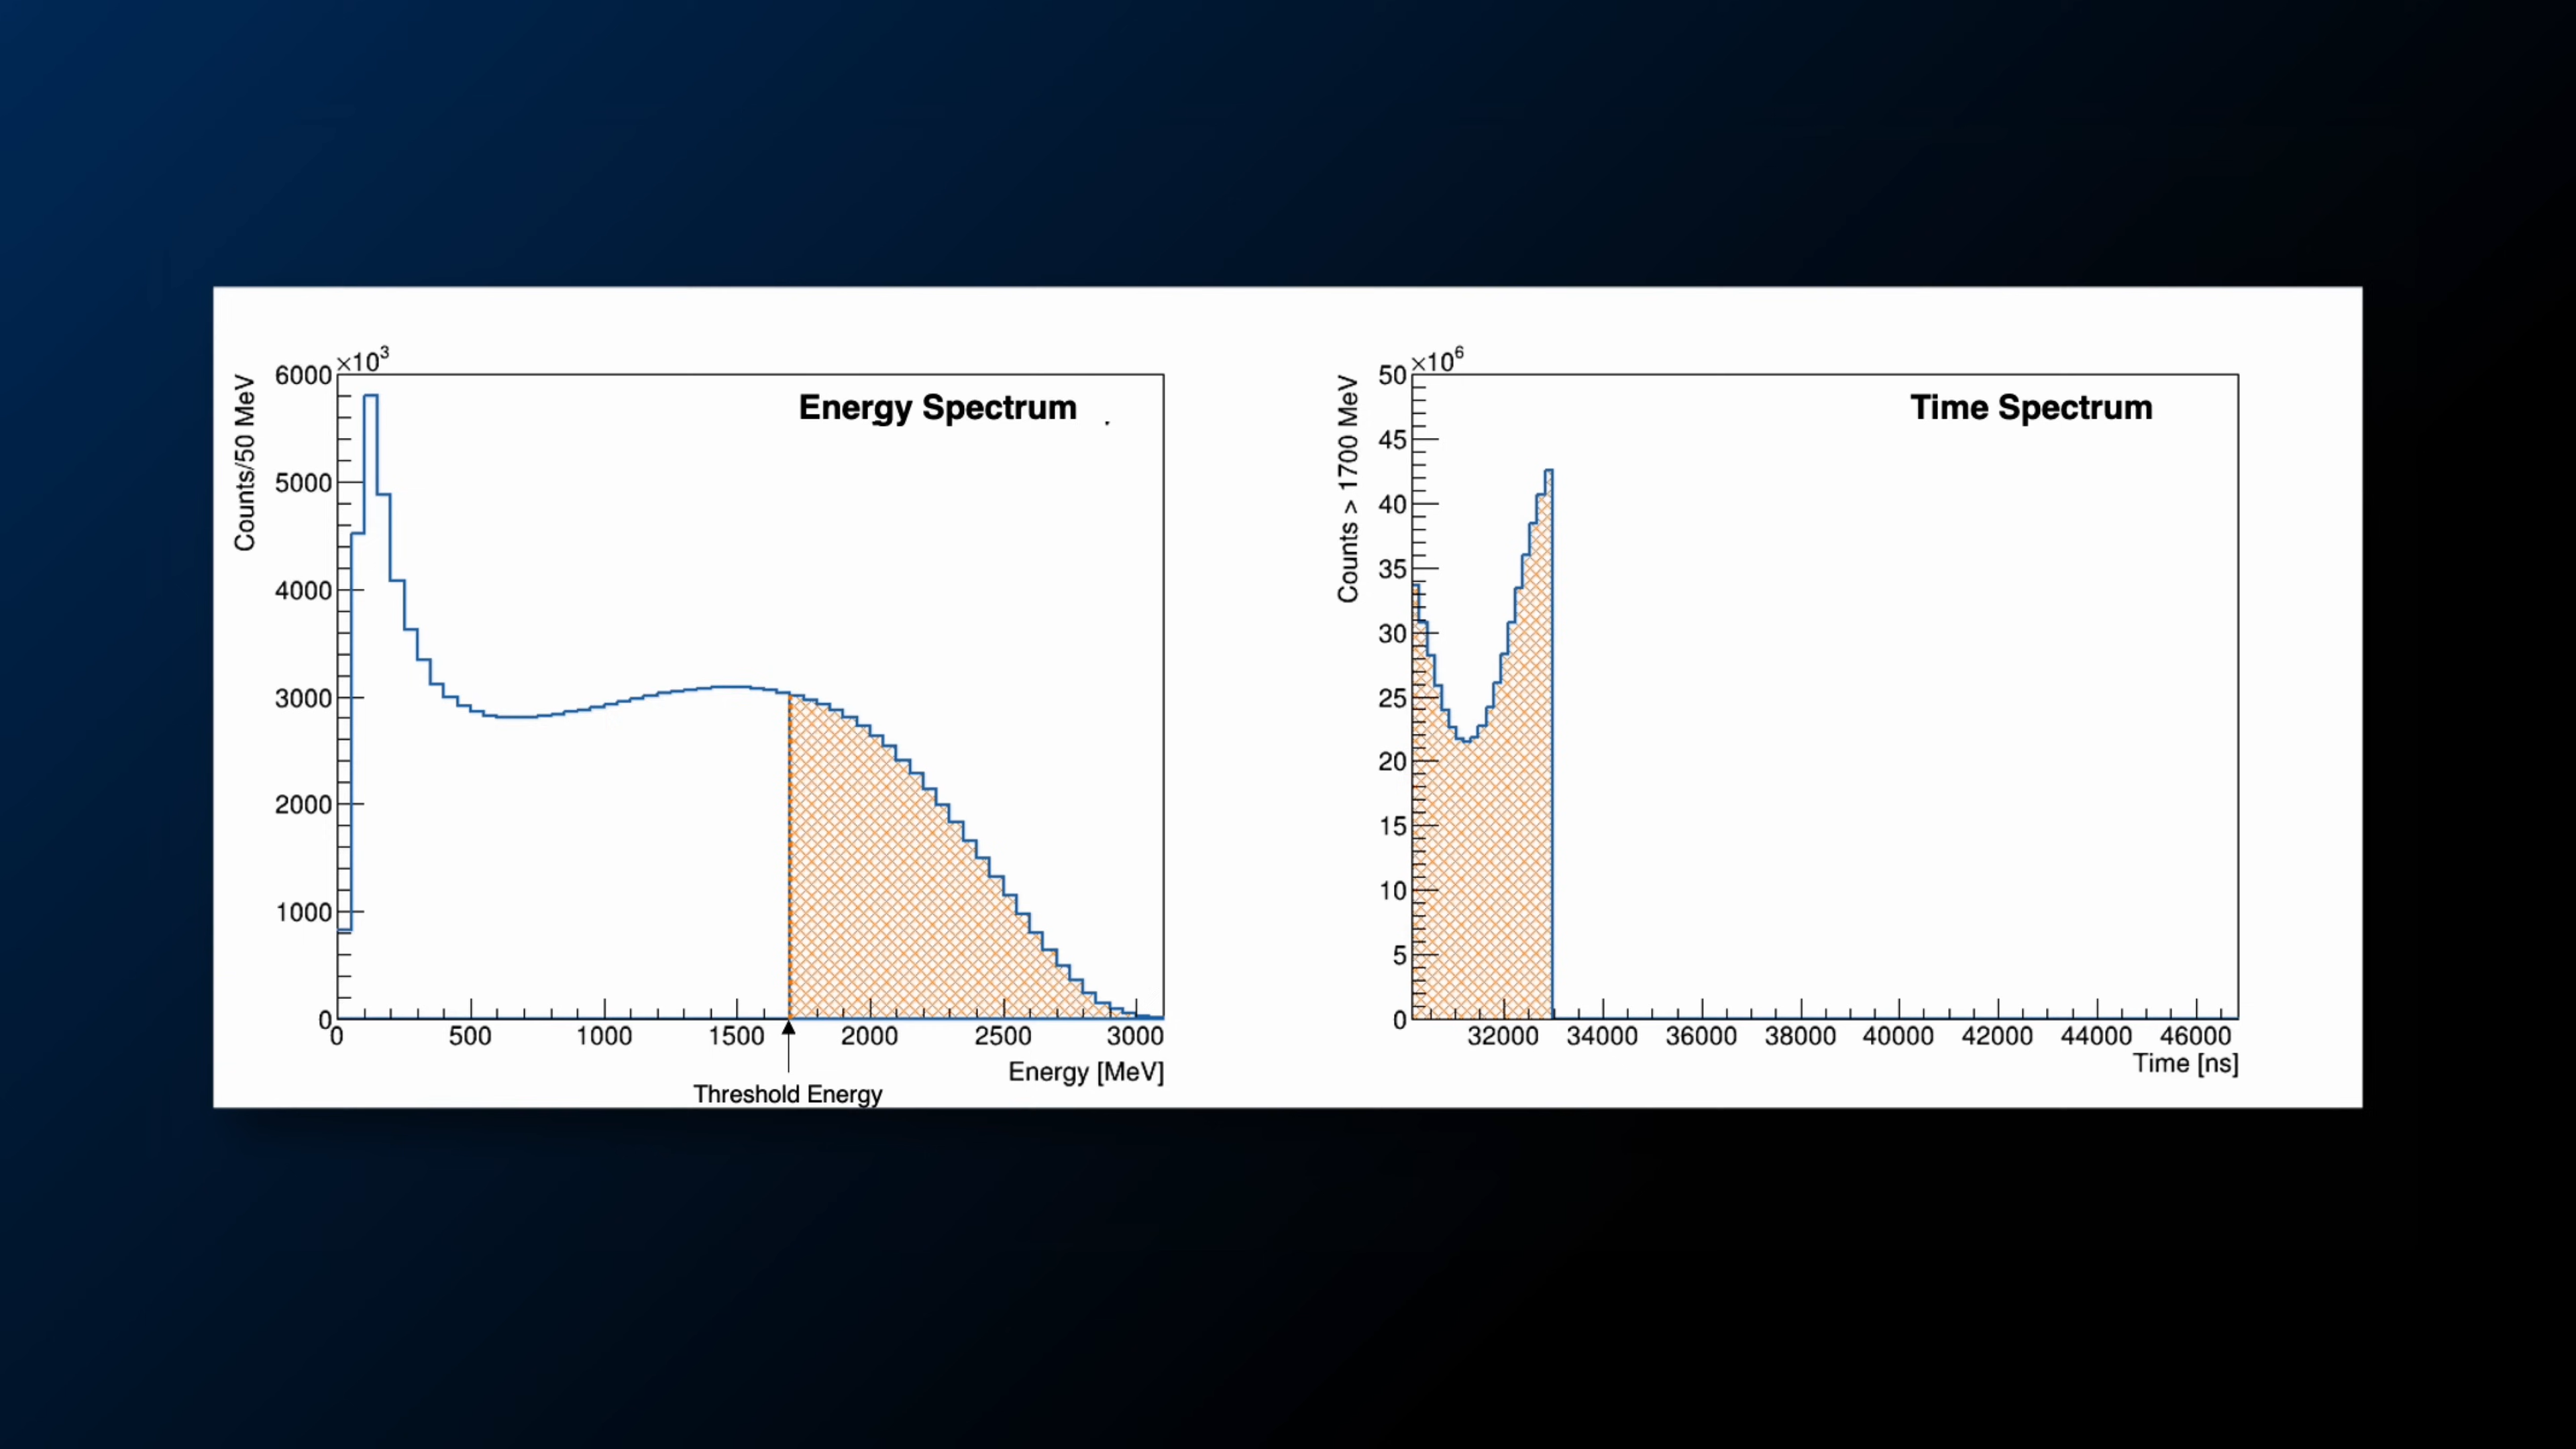 ×10³
Energy Spectrum
Counts/50 MeV
6000
5000
4000
3000
2000
1000
0
0 500 1000 1500 2000 2500 3000
Energy [MeV]
Threshold Energy
×10⁶
Time Spectrum
Counts > 1700 MeV
50
45
40
35
30
25
20
15
10
5
0
32000 34000 36000 38000 40000 42000 44000 46000
Time [ns]